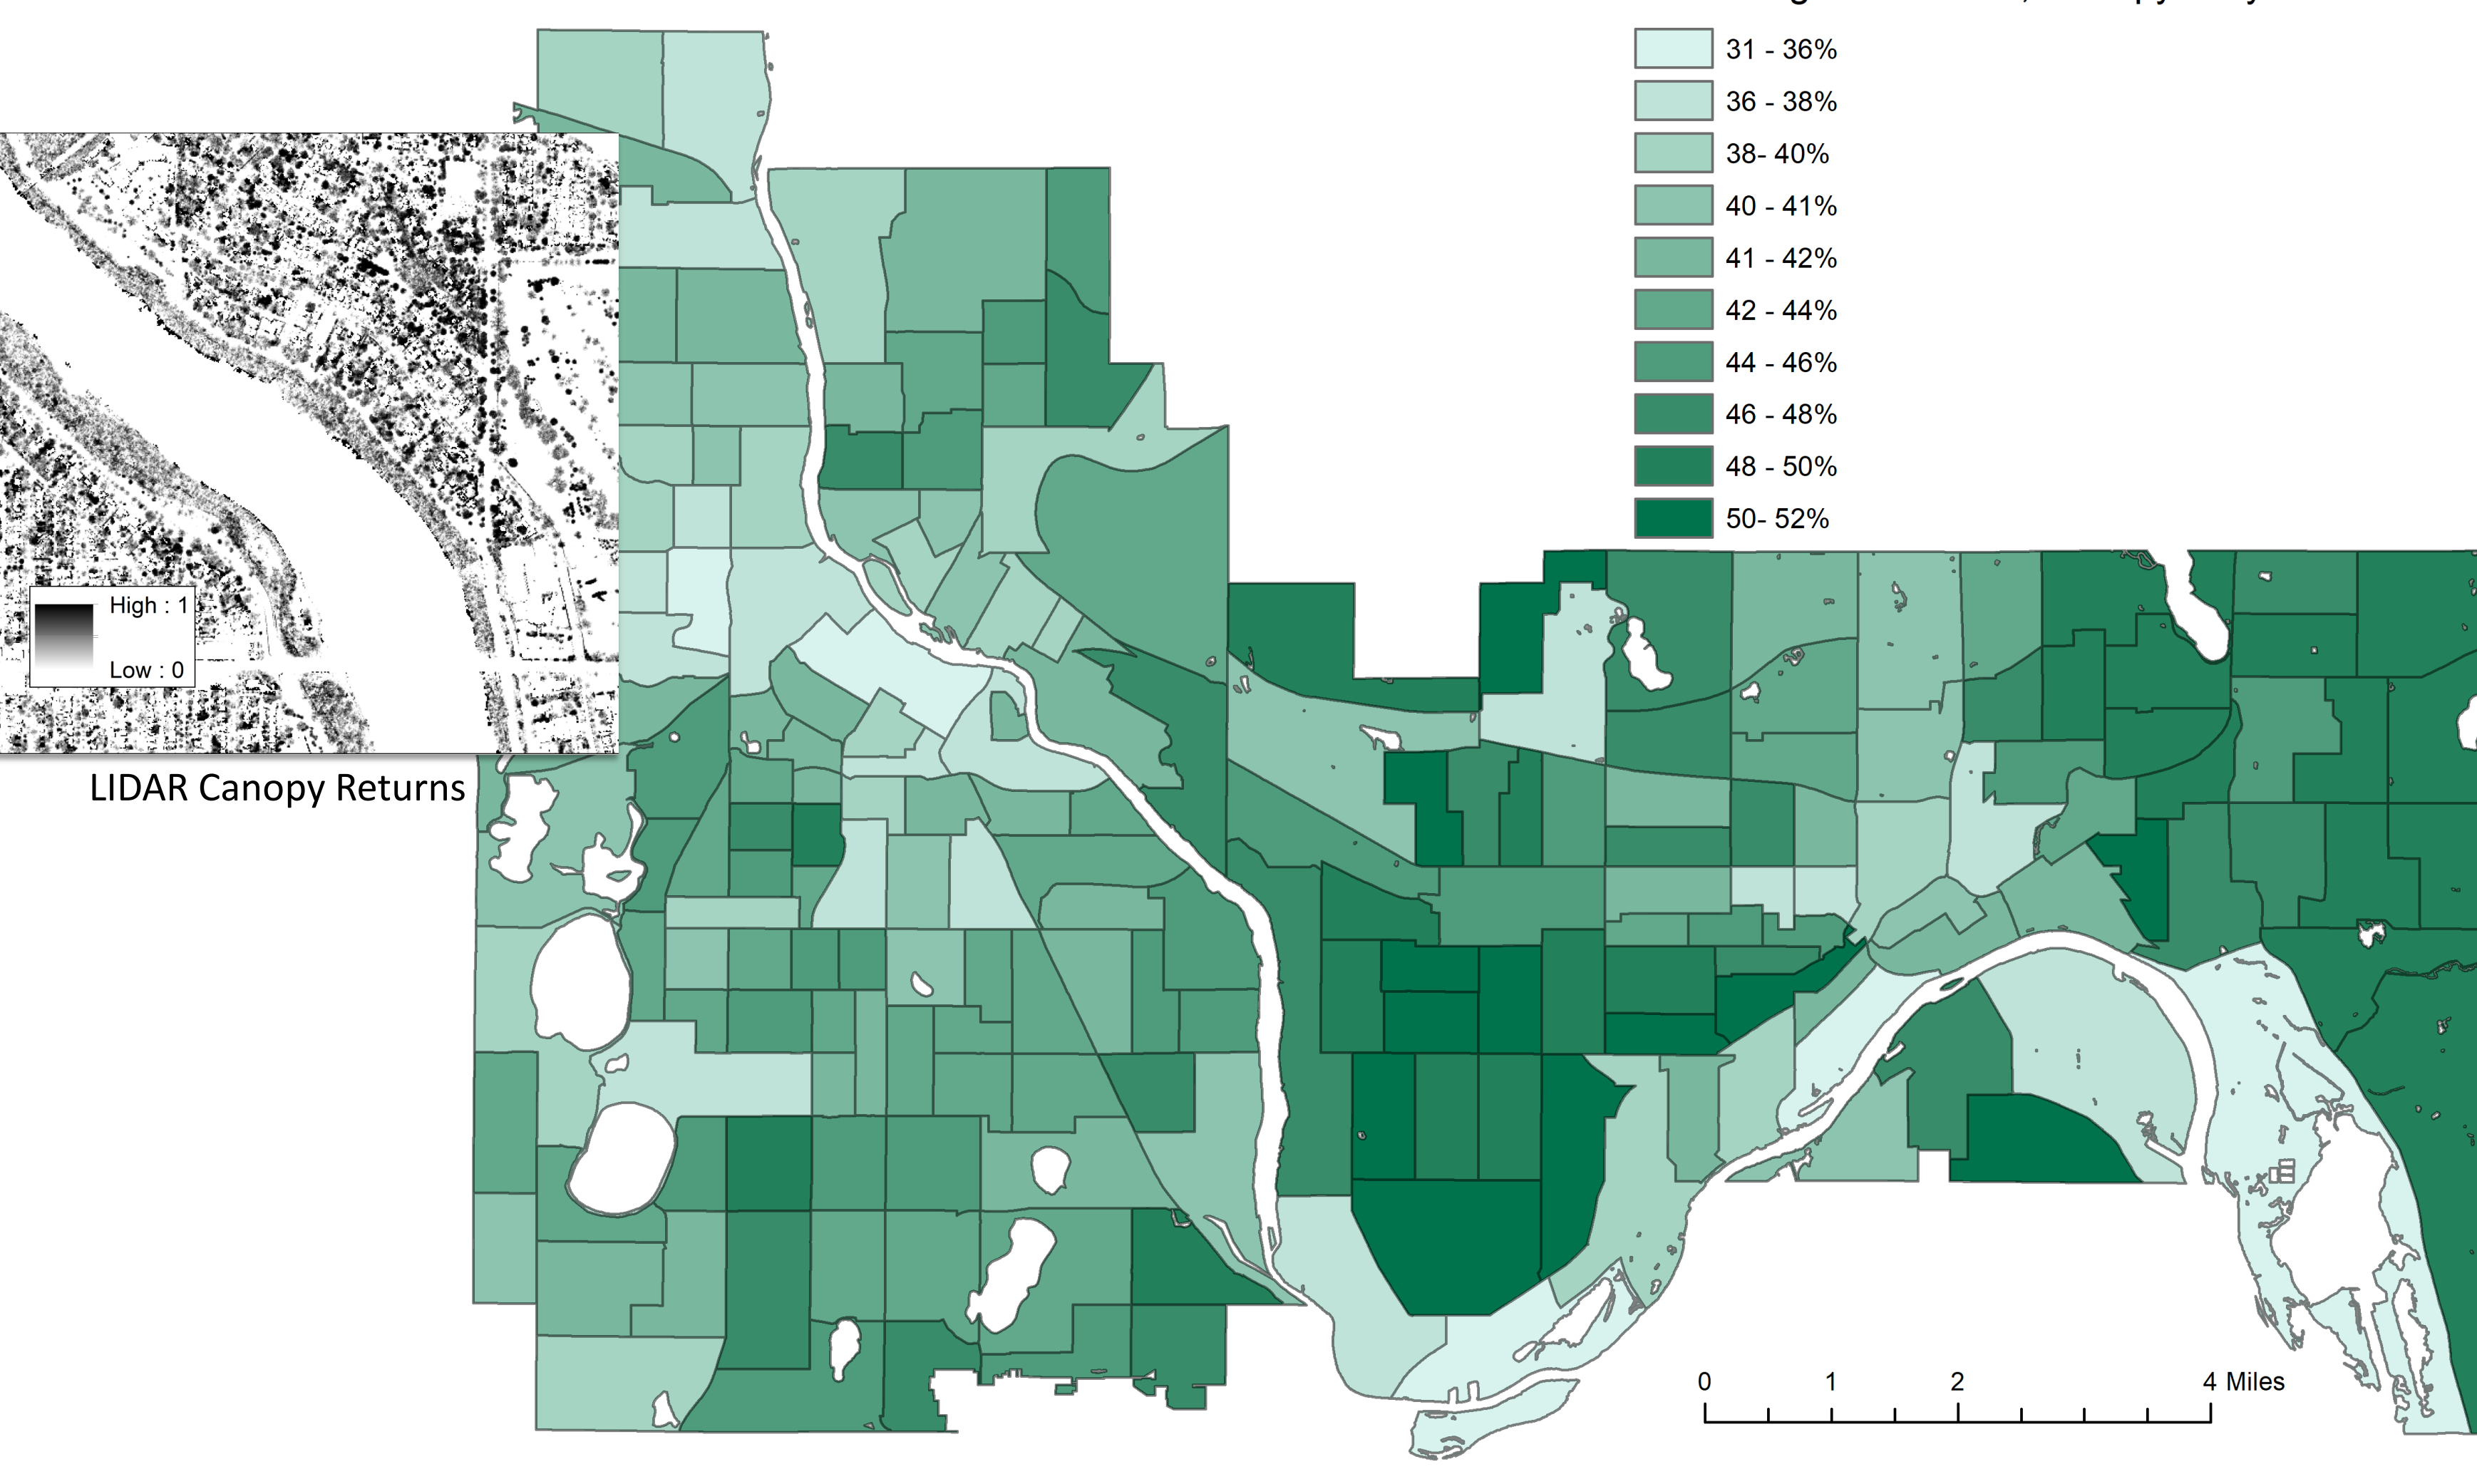 31 - 36%
36 - 38%
38- 40%
40 - 41%
41 - 42%
42 - 44%
44 - 46%
46 - 48%
48 - 50%
50- 52%
High : 1
Low : 0
LIDAR Canopy Returns
0 1 2 4 Miles